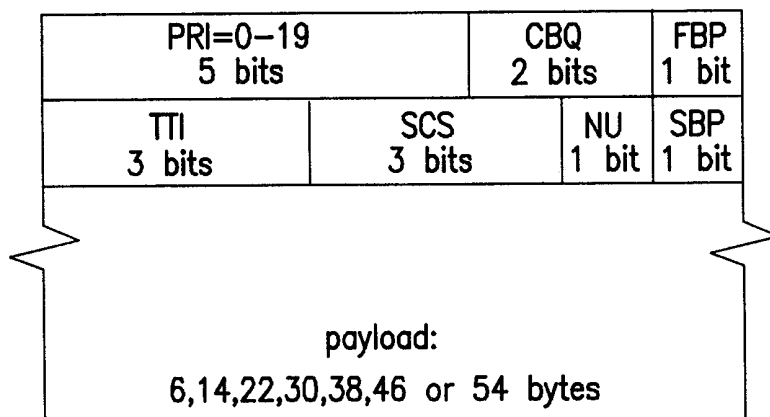 PRI=0-19 CBQ FBP
5 bits 2 bits 1 bit
TTI SCS NU SBP
3 bits 3 bits 1 bit 1 bit
payload:
6,14,22,30,38,46 or 54 bytes